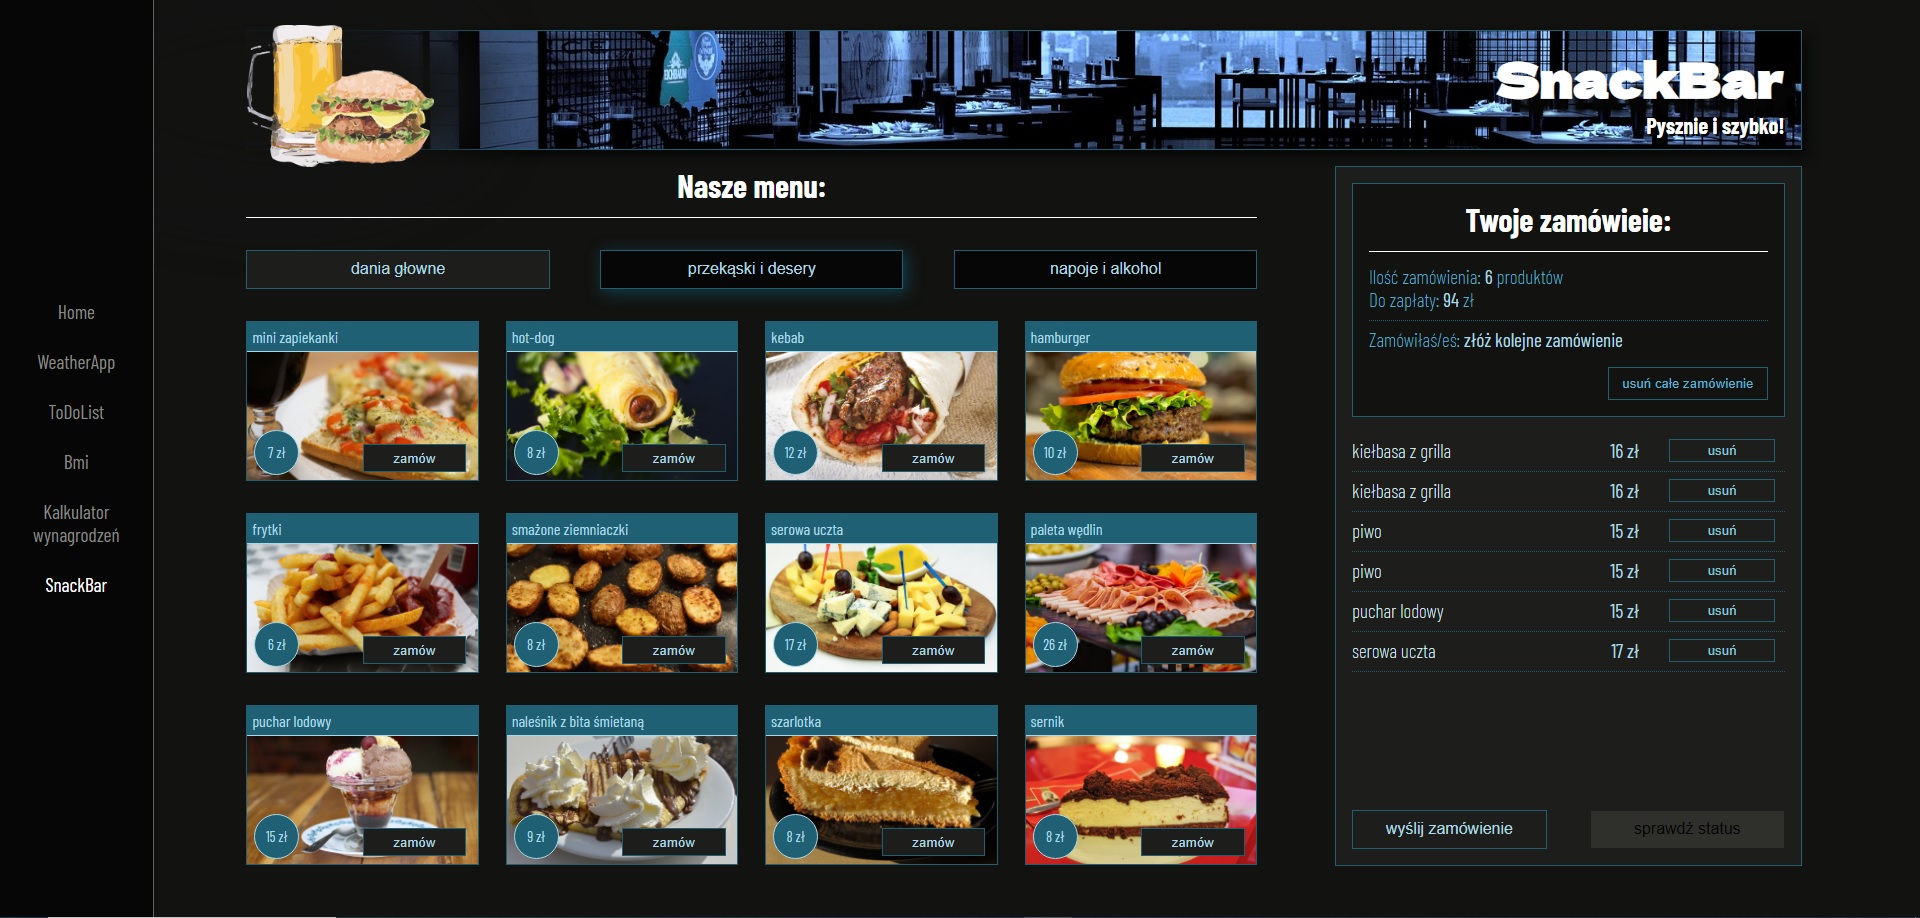 Home
WeatherApp
ToDoList
Bmi
Kalkulator
wynagrodzeń
SnackBar
SnackBar
Pysznie i szybko!
Nasze menu:
dania głowne
przekąski i desery
napoje i alkohol
mini zapiekanki
7 zł
zamów
hot-dog
8 zł
zamów
kebab
12 zł
zamów
hamburger
10 zł
zamów
frytki
6 zł
zamów
smażone ziemniaczki
8 zł
zamów
serowa uczta
17 zł
zamów
paleta wędlin
26 zł
zamów
puchar lodowy
15 zł
zamów
naleśnik z bita śmietaną
9 zł
zamów
szarlotka
8 zł
zamów
sernik
8 zł
zamów
Twoje zamówieie:
Ilość zamówienia: 6 produktów
Do zapłaty: 94 zł
Zamówiłaś/eś: złóż kolejne zamówienie
usuń całe zamówienie
kiełbasa z grilla 16 zł usuń
kiełbasa z grilla 16 zł usuń
piwo 15 zł usuń
piwo 15 zł usuń
puchar lodowy 15 zł usuń
serowa uczta 17 zł usuń
wyślij zamówienie
sprawdź status